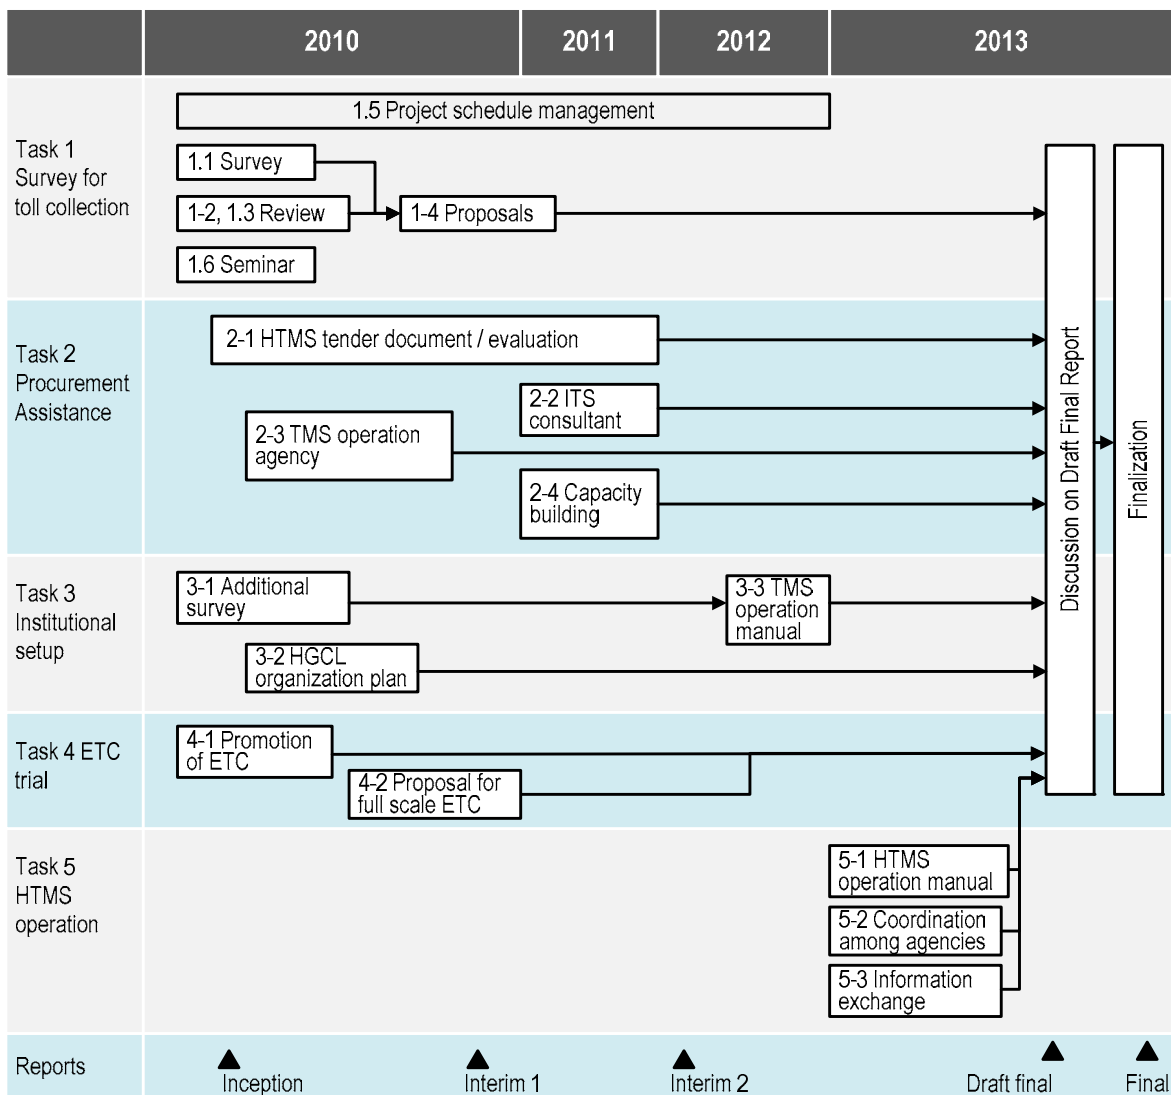 2010
2011
2012
2013
Task 1
Survey for
toll collection
1.5 Project schedule management
1.1 Survey
1-2, 1.3 Review
1-4 Proposals
1.6 Seminar
Task 2
Procurement
Assistance
2-1 HTMS tender document / evaluation
2-2 ITS
consultant
2-3 TMS operation
agency
2-4 Capacity
building
Task 3
Institutional
setup
3-1 Additional
survey
3-3 TMS
operation
manual
3-2 HGCL
organization plan
Task 4 ETC
trial
4-1 Promotion
of ETC
4-2 Proposal for
full scale ETC
Task 5
HTMS
operation
5-1 HTMS
operation manual
5-2 Coordination
among agencies
5-3 Information
exchange
Discussion on Draft Final Report
Finalization
Reports
Inception
Interim 1
Interim 2
Draft final
Final